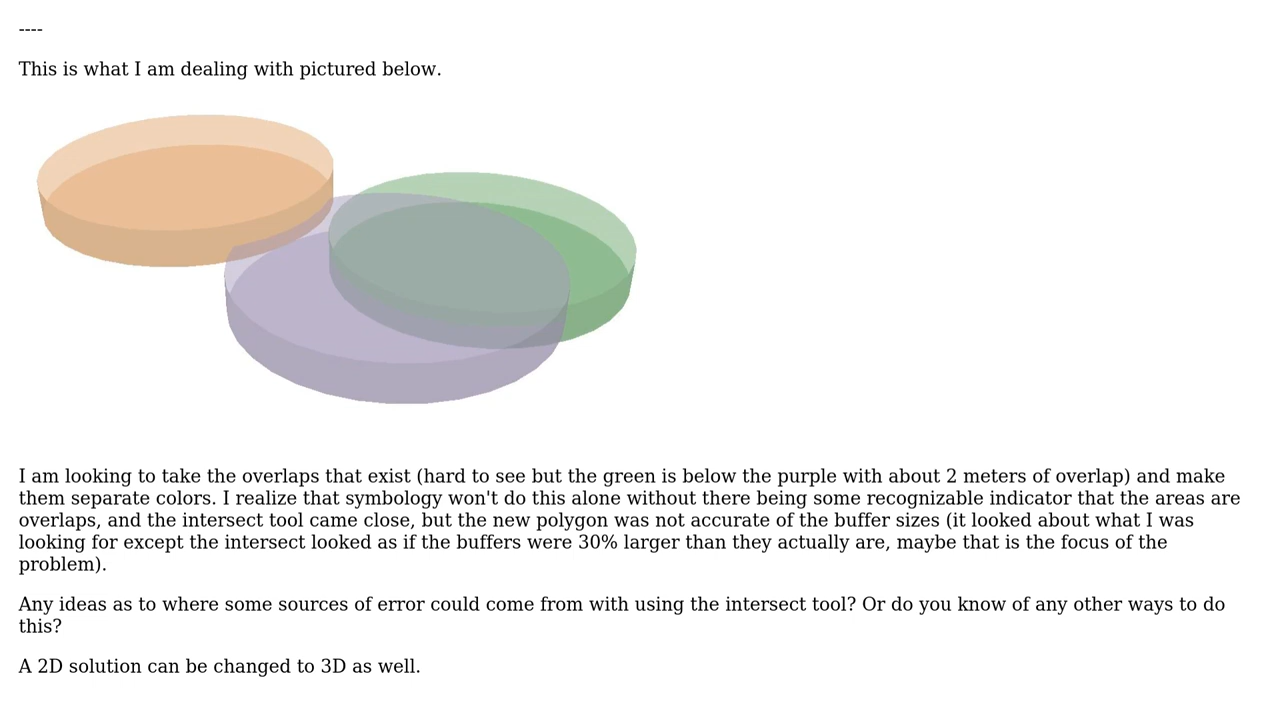 ----
This is what I am dealing with pictured below.
I am looking to take the overlaps that exist (hard to see but the green is below the purple with about 2 meters of overlap) and make
them separate colors. I realize that symbology won't do this alone without there being some recognizable indicator that the areas are
overlaps, and the intersect tool came close, but the new polygon was not accurate of the buffer sizes (it looked about what I was
looking for except the intersect looked as if the buffers were 30% larger than they actually are, maybe that is the focus of the
problem).
Any ideas as to where some sources of error could come from with using the intersect tool? Or do you know of any other ways to do
this?
A 2D solution can be changed to 3D as well.